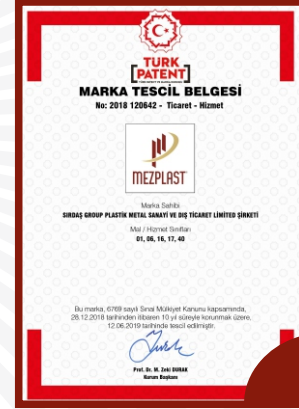 TÜRK
PATENT
MARKA TESCİL BELGESİ
No: 2018 120642 - Ticaret - Hizmet
MEZPLAST
Marka Sahibi
SIRDAŞ GROUP PLASTİK METAL SANAYİ VE DIŞ TİCARET LİMİTED ŞİRKETİ
Mal / Hizmet Sınıfları
01, 06, 16, 17, 40
Bu marka, 6769 sayılı Sınai Mülkiyet Kanunu kapsamında,
28.12.2018 tarihinden itibaren 10 yıl süreyle korunmak üzere,
12.06.2019 tarihinde tescil edilmiştir.
Prof. Dr. M. Zeki DURAK
Kurum Başkanı